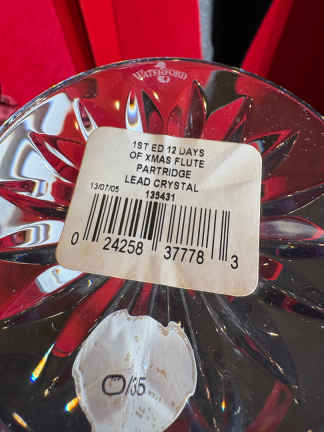 WATERFORD
1ST ED 12 DAYS
OF XMAS FLUTE
PARTRIDGE
LEAD CRYSTAL
13/07/05 135431
0 24258 37778 3